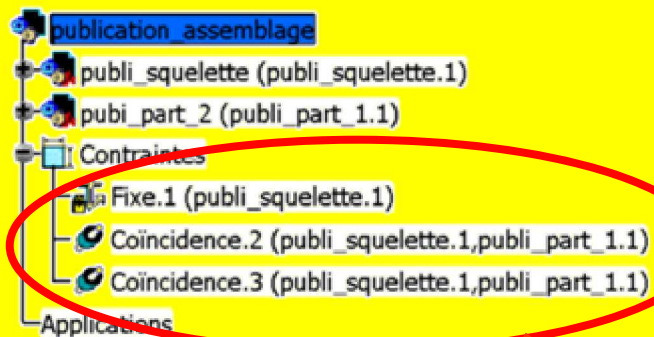 publication_assemblage
publi_squelette (publi_squelette.1)
pubi_part_2 (publi_part_1.1)
Contraintes
Fixe.1 (publi_squelette.1)
Coïncidence.2 (publi_squelette.1,publi_part_1.1)
Coïncidence.3 (publi_squelette.1,publi_part_1.1)
Applications